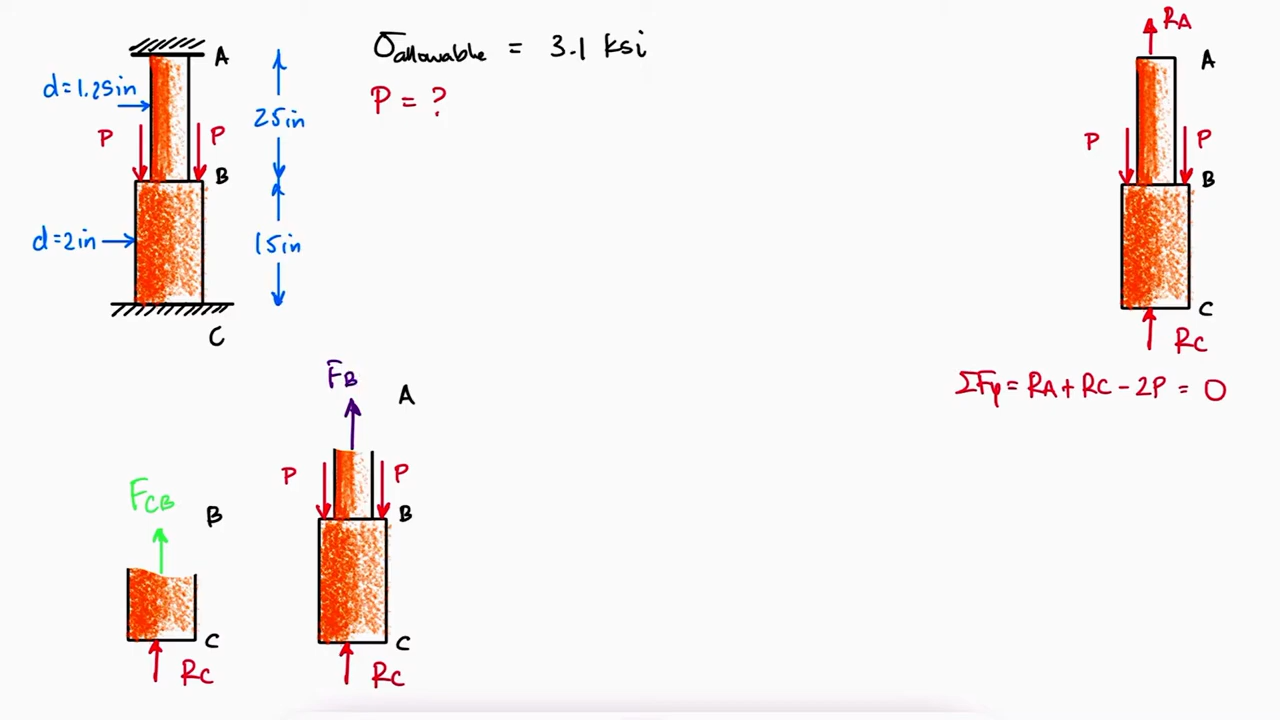 σallowable = 3.1 ksi
P = ?
A
d=1.25in
25in
P
P
B
d=2in
15in
C
RA
A
P
P
B
C
RC
ΣFy = RA + RC - 2P = 0
FB
A
P
P
B
C
RC
FCB
B
C
RC